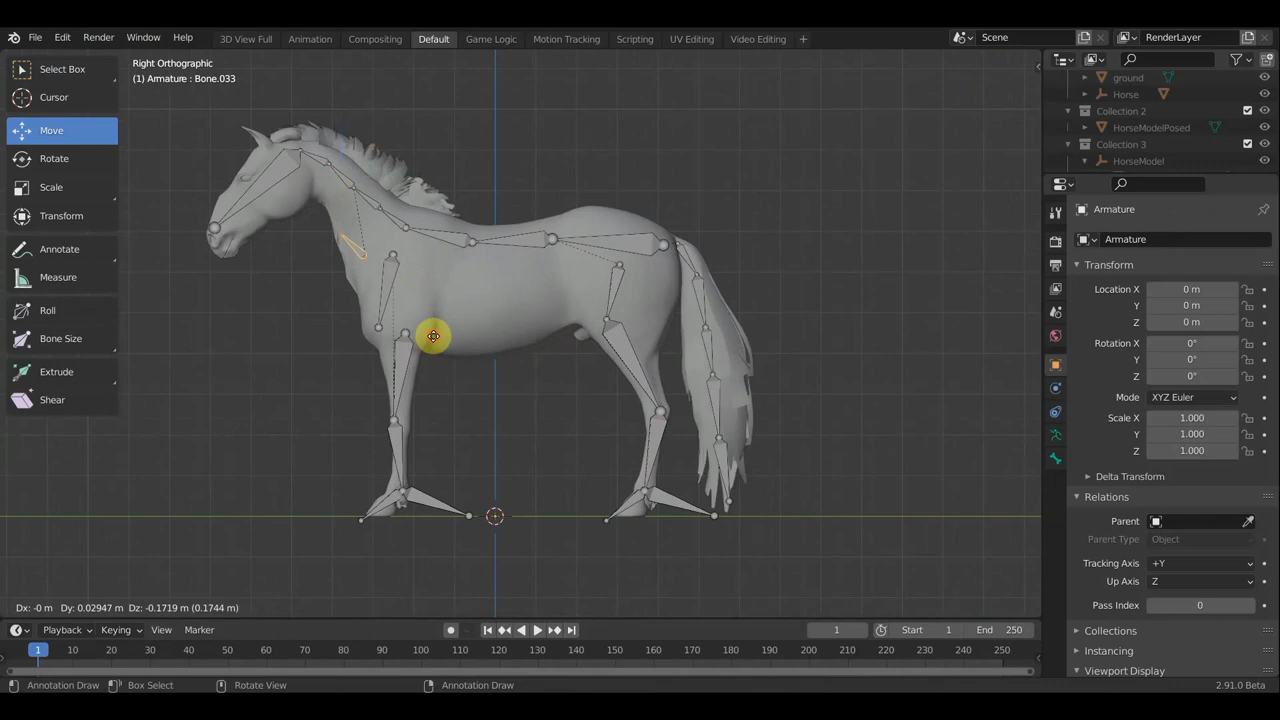 File Edit Render Window Help 3D View Full Animation Compositing Default Game Logic Motion Tracking Scripting UV Editing Video Editing + Scene RenderLayer
Select Box
Cursor
Move
Rotate
Scale
Transform
Annotate
Measure
Roll
Bone Size
Extrude
Shear
Right Orthographic
(1) Armature : Bone.033
ground
Horse
Collection 2
HorseModelPosed
Collection 3
HorseModel
Armature
Armature
Transform
Location X 0 m
Y 0 m
Z 0 m
Rotation X 0°
Y 0°
Z 0°
Mode XYZ Euler
Scale X 1.000
Y 1.000
Z 1.000
Delta Transform
Relations
Parent
Parent Type Object
Tracking Axis +Y
Up Axis Z
Pass Index 0
Collections
Instancing
Viewport Display
Dx: -0 m Dy: 0.02947 m Dz: -0.1719 m (0.1744 m)
Playback Keying View Marker 1 Start 1 End 250
1 10 20 30 40 50 60 70 80 90 100 110 120 130 140 150 160 170 180 190 200 210 220 230 240 250
Annotation Draw Box Select Rotate View Annotation Draw 2.91.0 Beta